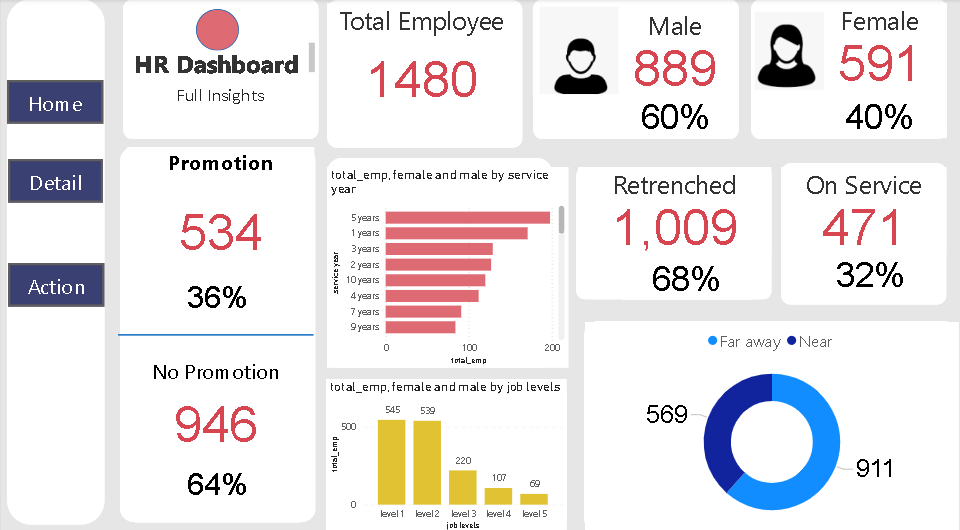 Home
Detail
Action
HR Dashboard
Full Insights
Total Employee
1480
Male
889
60%
Female
591
40%
Promotion
534
36%
No Promotion
946
64%
total_emp, female and male by service
year
service year
5 years
1 years
3 years
2 years
10 years
4 years
7 years
9 years
0 100 200
total_emp
Retrenched
1,009
68%
On Service
471
32%
total_emp, female and male by job levels
total_emp
500
0
545 539 220 107 69
level 1 level 2 level 3 level 4 level 5
job levels
Far away Near
569
911